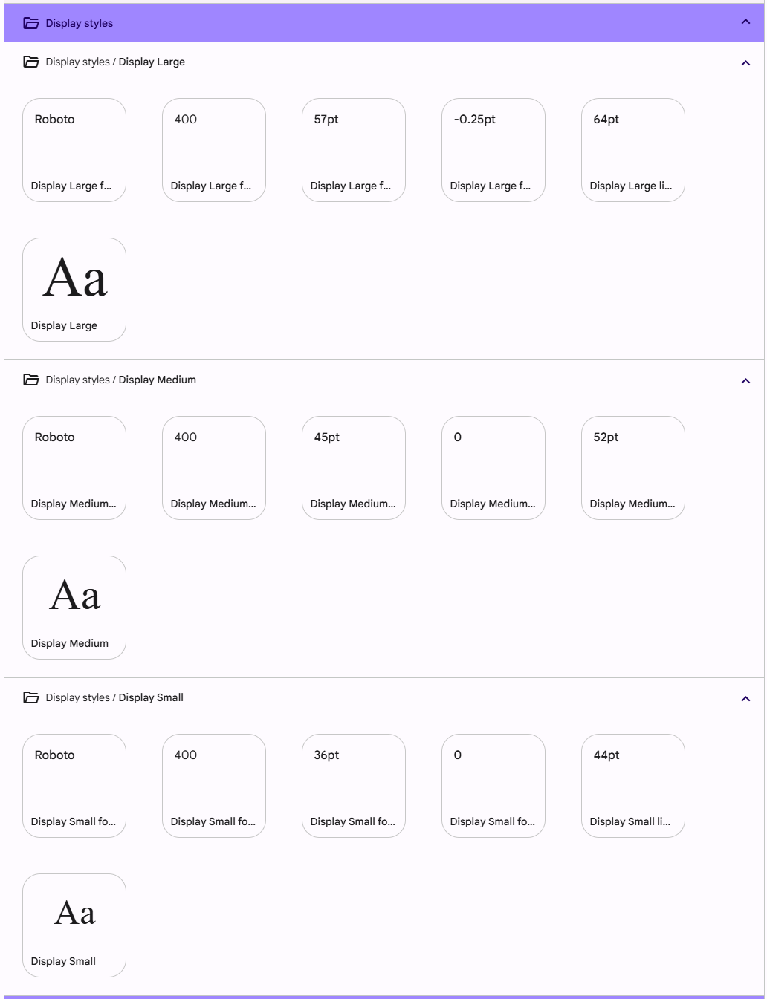 Display styles
Display styles / Display Large
Roboto
400
57pt
-0.25pt
64pt
Display Large f...
Display Large f...
Display Large f...
Display Large f...
Display Large li...
Aa
Display Large
Display styles / Display Medium
Roboto
400
45pt
0
52pt
Display Medium...
Display Medium...
Display Medium...
Display Medium...
Display Medium...
Aa
Display Medium
Display styles / Display Small
Roboto
400
36pt
0
44pt
Display Small fo...
Display Small fo...
Display Small fo...
Display Small fo...
Display Small li...
Aa
Display Small